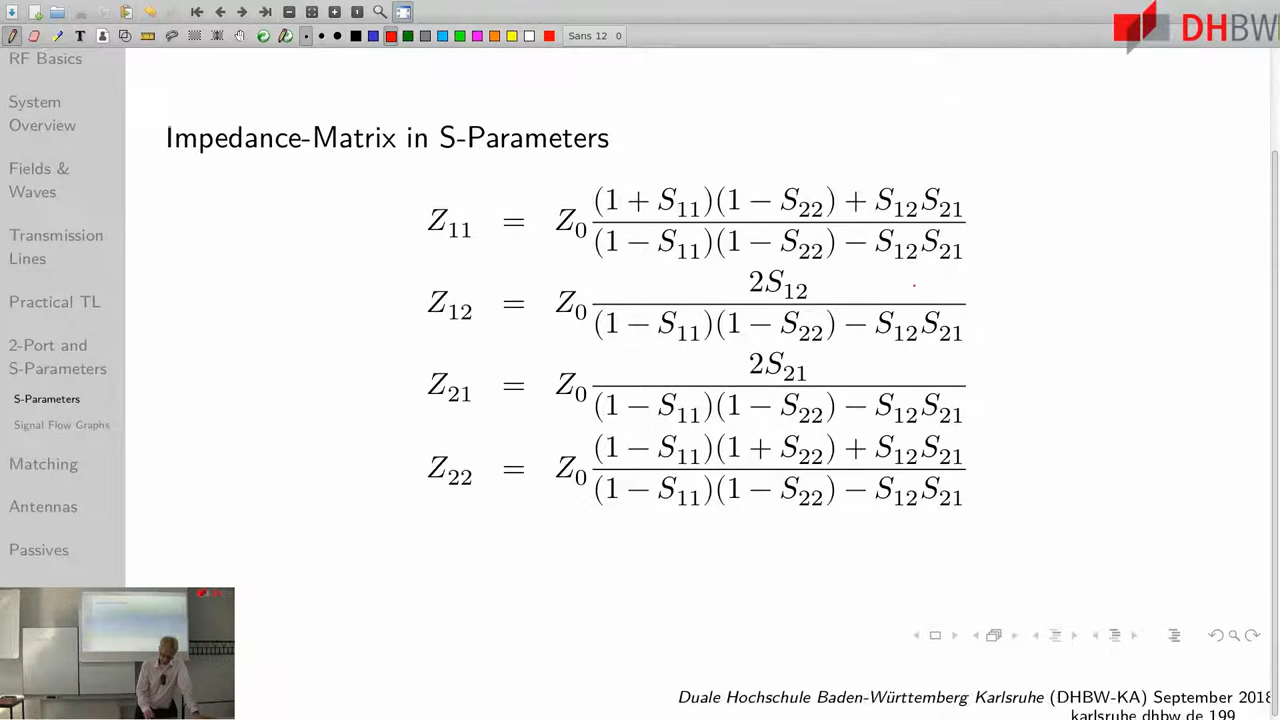 T
Sans 12 0
DHBW
RF Basics
System
Overview
Fields &
Waves
Transmission
Lines
Practical TL
2-Port and
S-Parameters
S-Parameters
Signal Flow Graphs
Matching
Antennas
Passives
Impedance-Matrix in S-Parameters
Z₁₁ = Z₀ (1 + S₁₁)(1 − S₂₂) + S₁₂S₂₁ / (1 − S₁₁)(1 − S₂₂) − S₁₂S₂₁
Z₁₂ = Z₀ 2S₁₂ / (1 − S₁₁)(1 − S₂₂) − S₁₂S₂₁
Z₂₁ = Z₀ 2S₂₁ / (1 − S₁₁)(1 − S₂₂) − S₁₂S₂₁
Z₂₂ = Z₀ (1 − S₁₁)(1 + S₂₂) + S₁₂S₂₁ / (1 − S₁₁)(1 − S₂₂) − S₁₂S₂₁
Duale Hochschule Baden-Württemberg Karlsruhe (DHBW-KA) September 2018
karlsruhe.dhbw.de 199